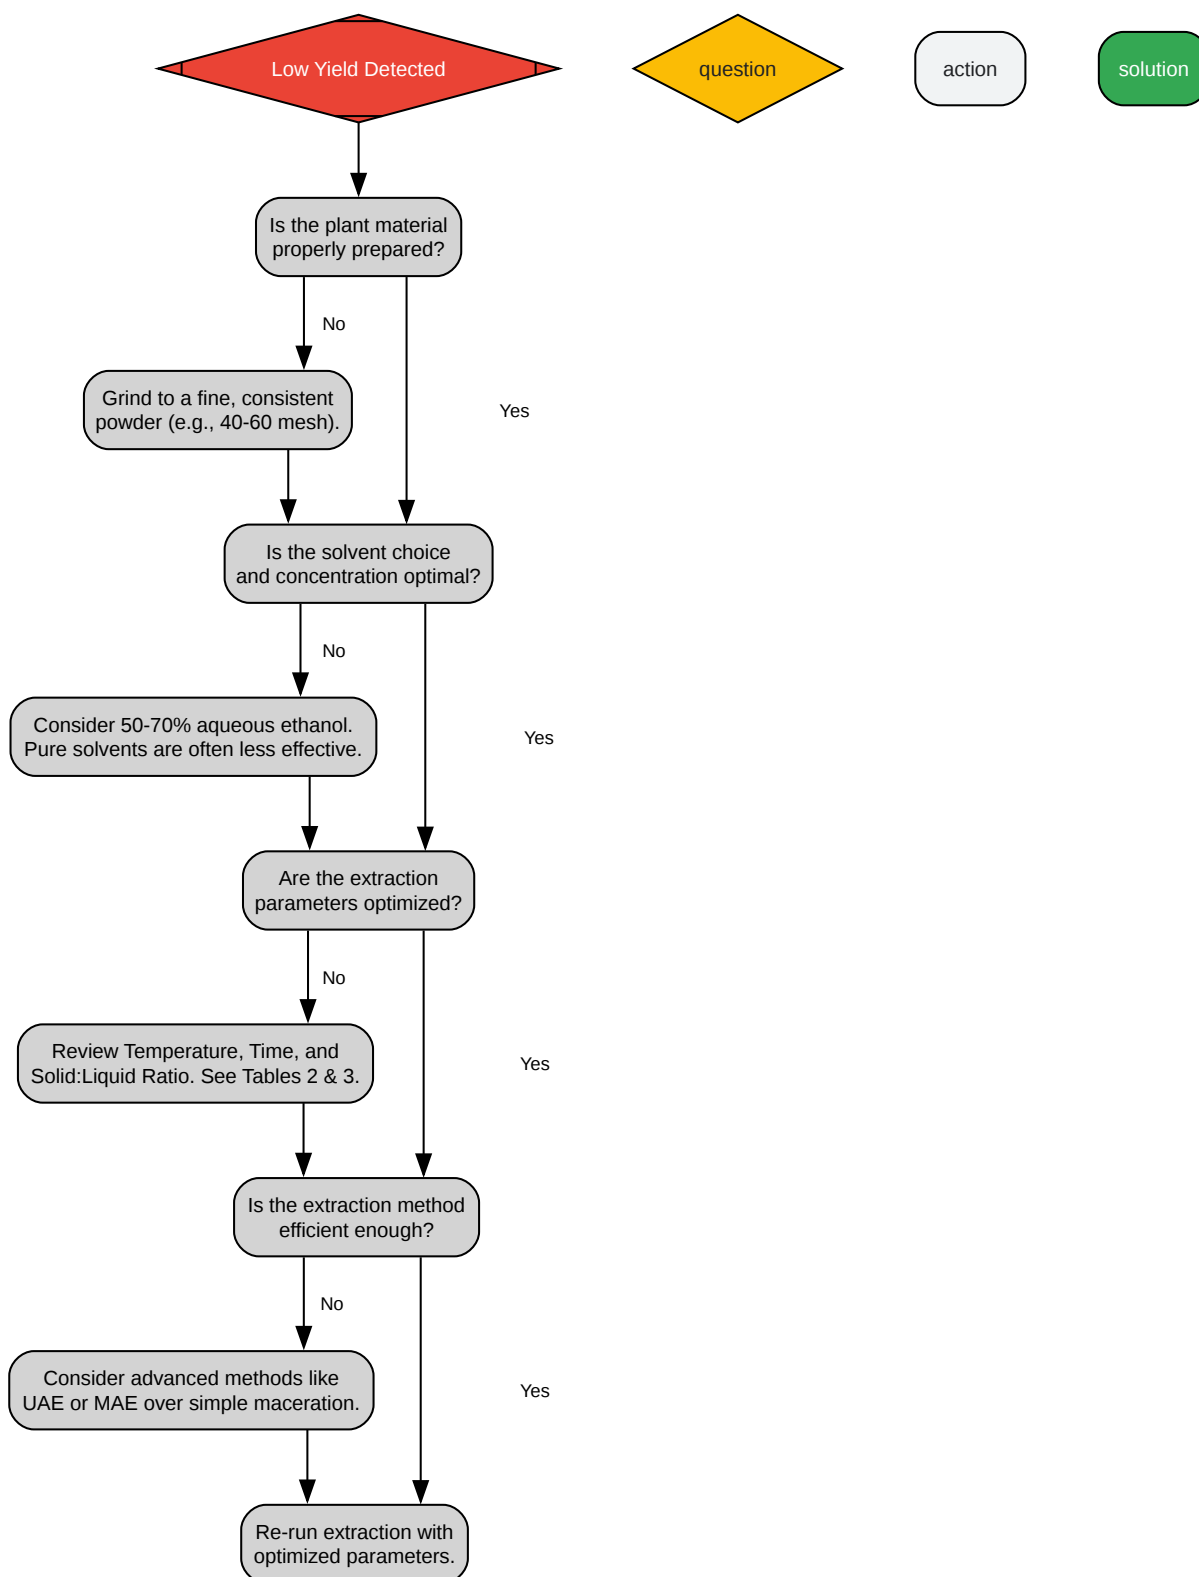 Low Yield Detected
question
action
solution
Is the plant material
properly prepared?
No
Grind to a fine, consistent
powder (e.g., 40-60 mesh).
Yes
Is the solvent choice
and concentration optimal?
No
Consider 50-70% aqueous ethanol.
Pure solvents are often less effective.
Yes
Are the extraction
parameters optimized?
No
Review Temperature, Time, and
Solid:Liquid Ratio. See Tables 2 & 3.
Yes
Is the extraction method
efficient enough?
No
Consider advanced methods like
UAE or MAE over simple maceration.
Yes
Re-run extraction with
optimized parameters.